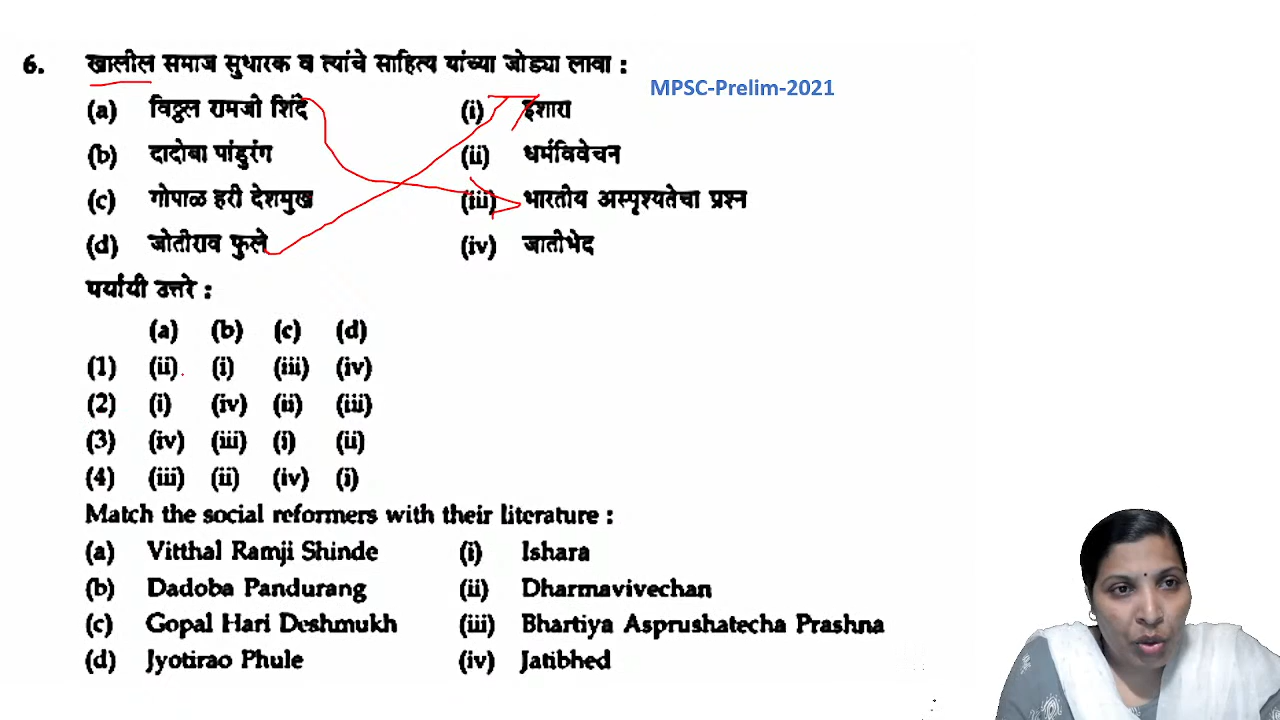 6. खालील समाज सुधारक व त्यांचे साहित्य यांच्या जोड्या लावा :
MPSC-Prelim-2021
(a) विठ्ठल रामजी शिंदे (i) इशारा
(b) दादोबा पांडुरंग (ii) धर्मविवेचन
(c) गोपाळ हरी देशमुख (iii) भारतीय अस्पृश्यतेचा प्रश्न
(d) जोतीराव फुले (iv) जातीभेद
पर्यायी उत्तरे :
(a) (b) (c) (d)
(1) (ii) (i) (iii) (iv)
(2) (i) (iv) (ii) (iii)
(3) (iv) (iii) (i) (ii)
(4) (iii) (ii) (iv) (i)
Match the social reformers with their literature :
(a) Vitthal Ramji Shinde (i) Ishara
(b) Dadoba Pandurang (ii) Dharmavivechan
(c) Gopal Hari Deshmukh (iii) Bhartiya Asprushatecha Prashna
(d) Jyotirao Phule (iv) Jatibhed